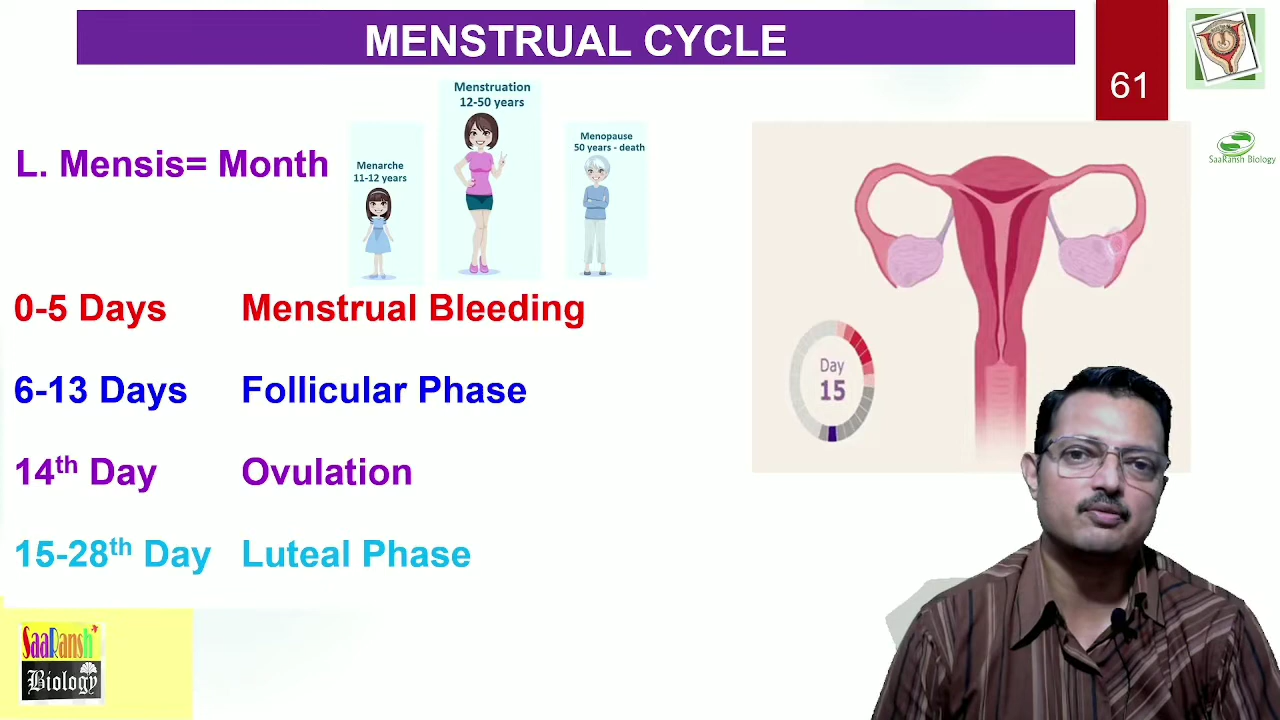 MENSTRUAL CYCLE
61
SaaRansh Biology
L. Mensis= Month
Menarche
11-12 years
Menstruation
12-50 years
Menopause
50 years - death
0-5 Days Menstrual Bleeding
6-13 Days Follicular Phase
14th Day Ovulation
15-28th Day Luteal Phase
Day
15
SaaRansh
Biology